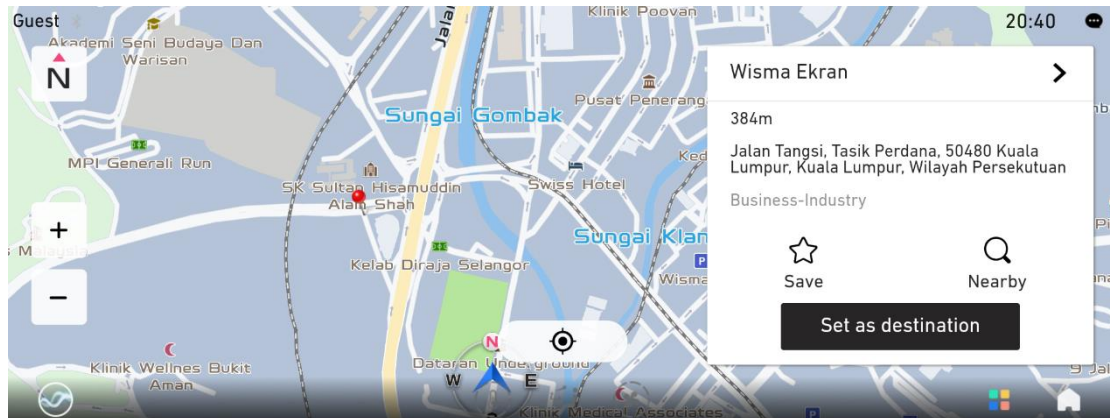 Guest
20:40
Akademi Seni Budaya Dan
Warisan
N
Klinik Poovan
Jala
Wisma Ekran
Pusat Penerang
Sungai Gombak
384m
MPI Generali Run
Jalan Tangsi, Tasik Perdana, 50480 Kuala
Lumpur, Kuala Lumpur, Wilayah Persekutuan
Ked
SK Sultan Hisamuddin
Alam Shah
Swiss Hotel
Business-Industry
+
Sungai Klan
Kelab Diraja Selangor
P
Wisma
Save
Nearby
−
Set as destination
N
Klinik Wellnes Bukit
Aman
Dataran Underground
W
E
Klinik Medical Associates
P
P
9 Jal